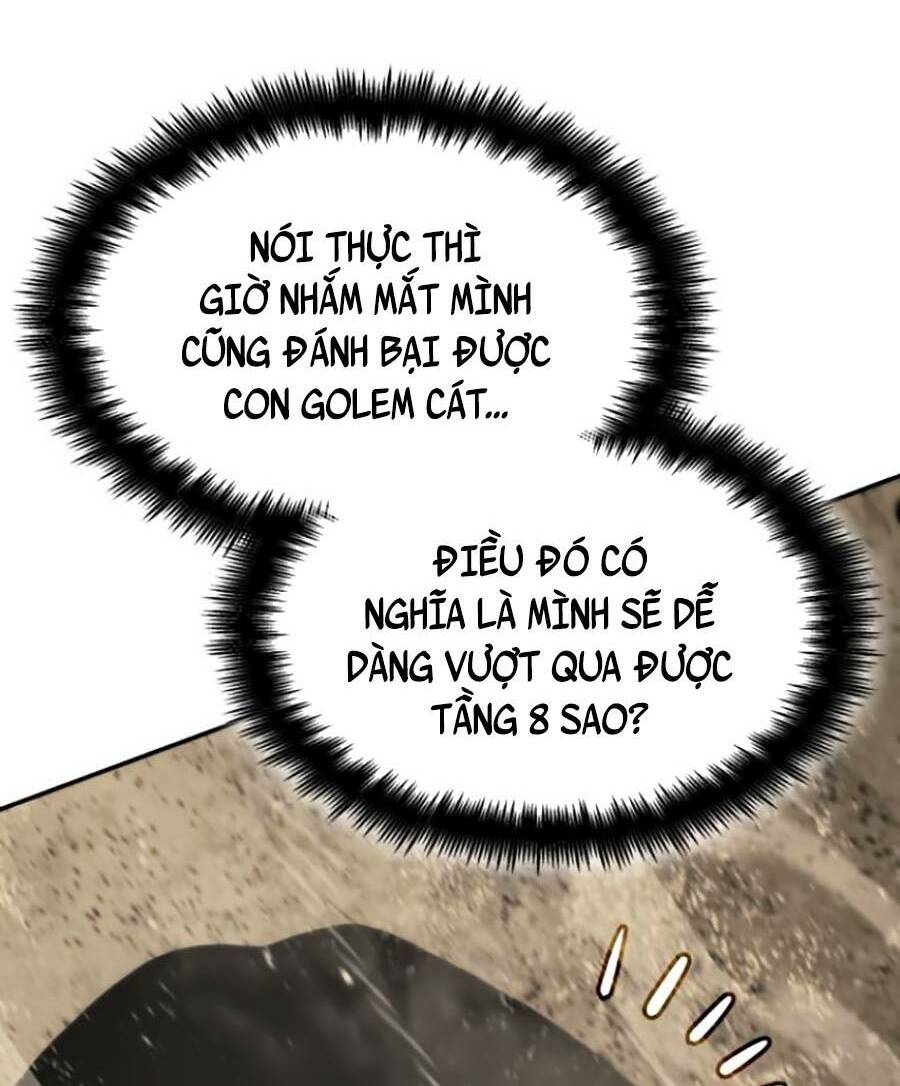 NÓI THỰC THÌ
GIỜ NHẮM MẮT MÌNH
CŨNG ĐÁNH BẠI ĐƯỢC
CON GOLEM CÁT...
ĐIỀU ĐÓ CÓ
NGHĨA LÀ MÌNH SẼ DỄ
DÀNG VƯỢT QUA ĐƯỢC
TẦNG 8 SAO?